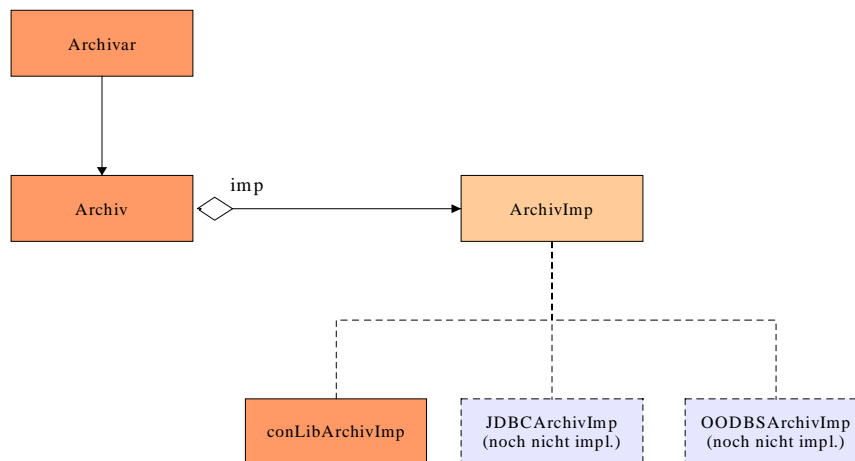 Archivar
imp
Archiv
ArchivImp
conLibArchivImp
JDBCArchivImp
(noch nicht impl.)
OODBSArchivImp
(noch nicht impl.)